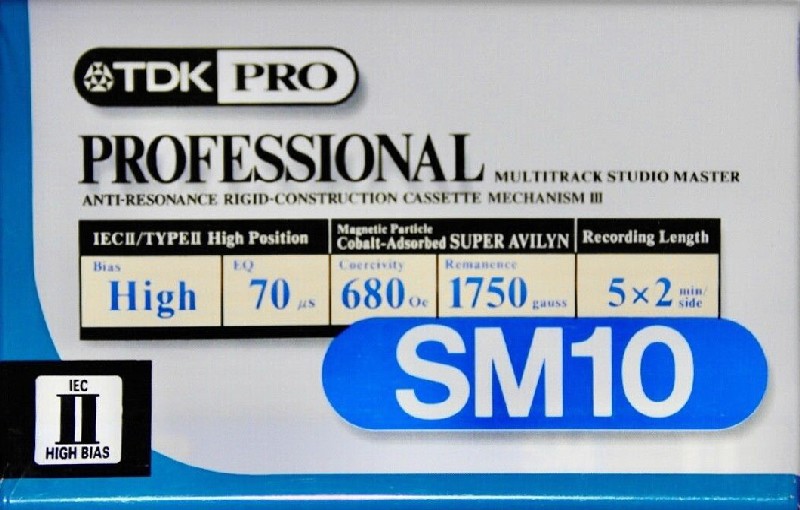 TDK PRO
PROFESSIONAL MULTITRACK STUDIO MASTER
ANTI-RESONANCE RIGID-CONSTRUCTION CASSETTE MECHANISM III
IECII/TYPEII High Position
Magnetic Particle
Cobalt-Adsorbed SUPER AVILYN
Recording Length
Bias
High
EQ
70 μs
Coercivity
680 Oe
Remanence
1750 gauss
5×2 min/side
SM10
IEC
II
HIGH BIAS